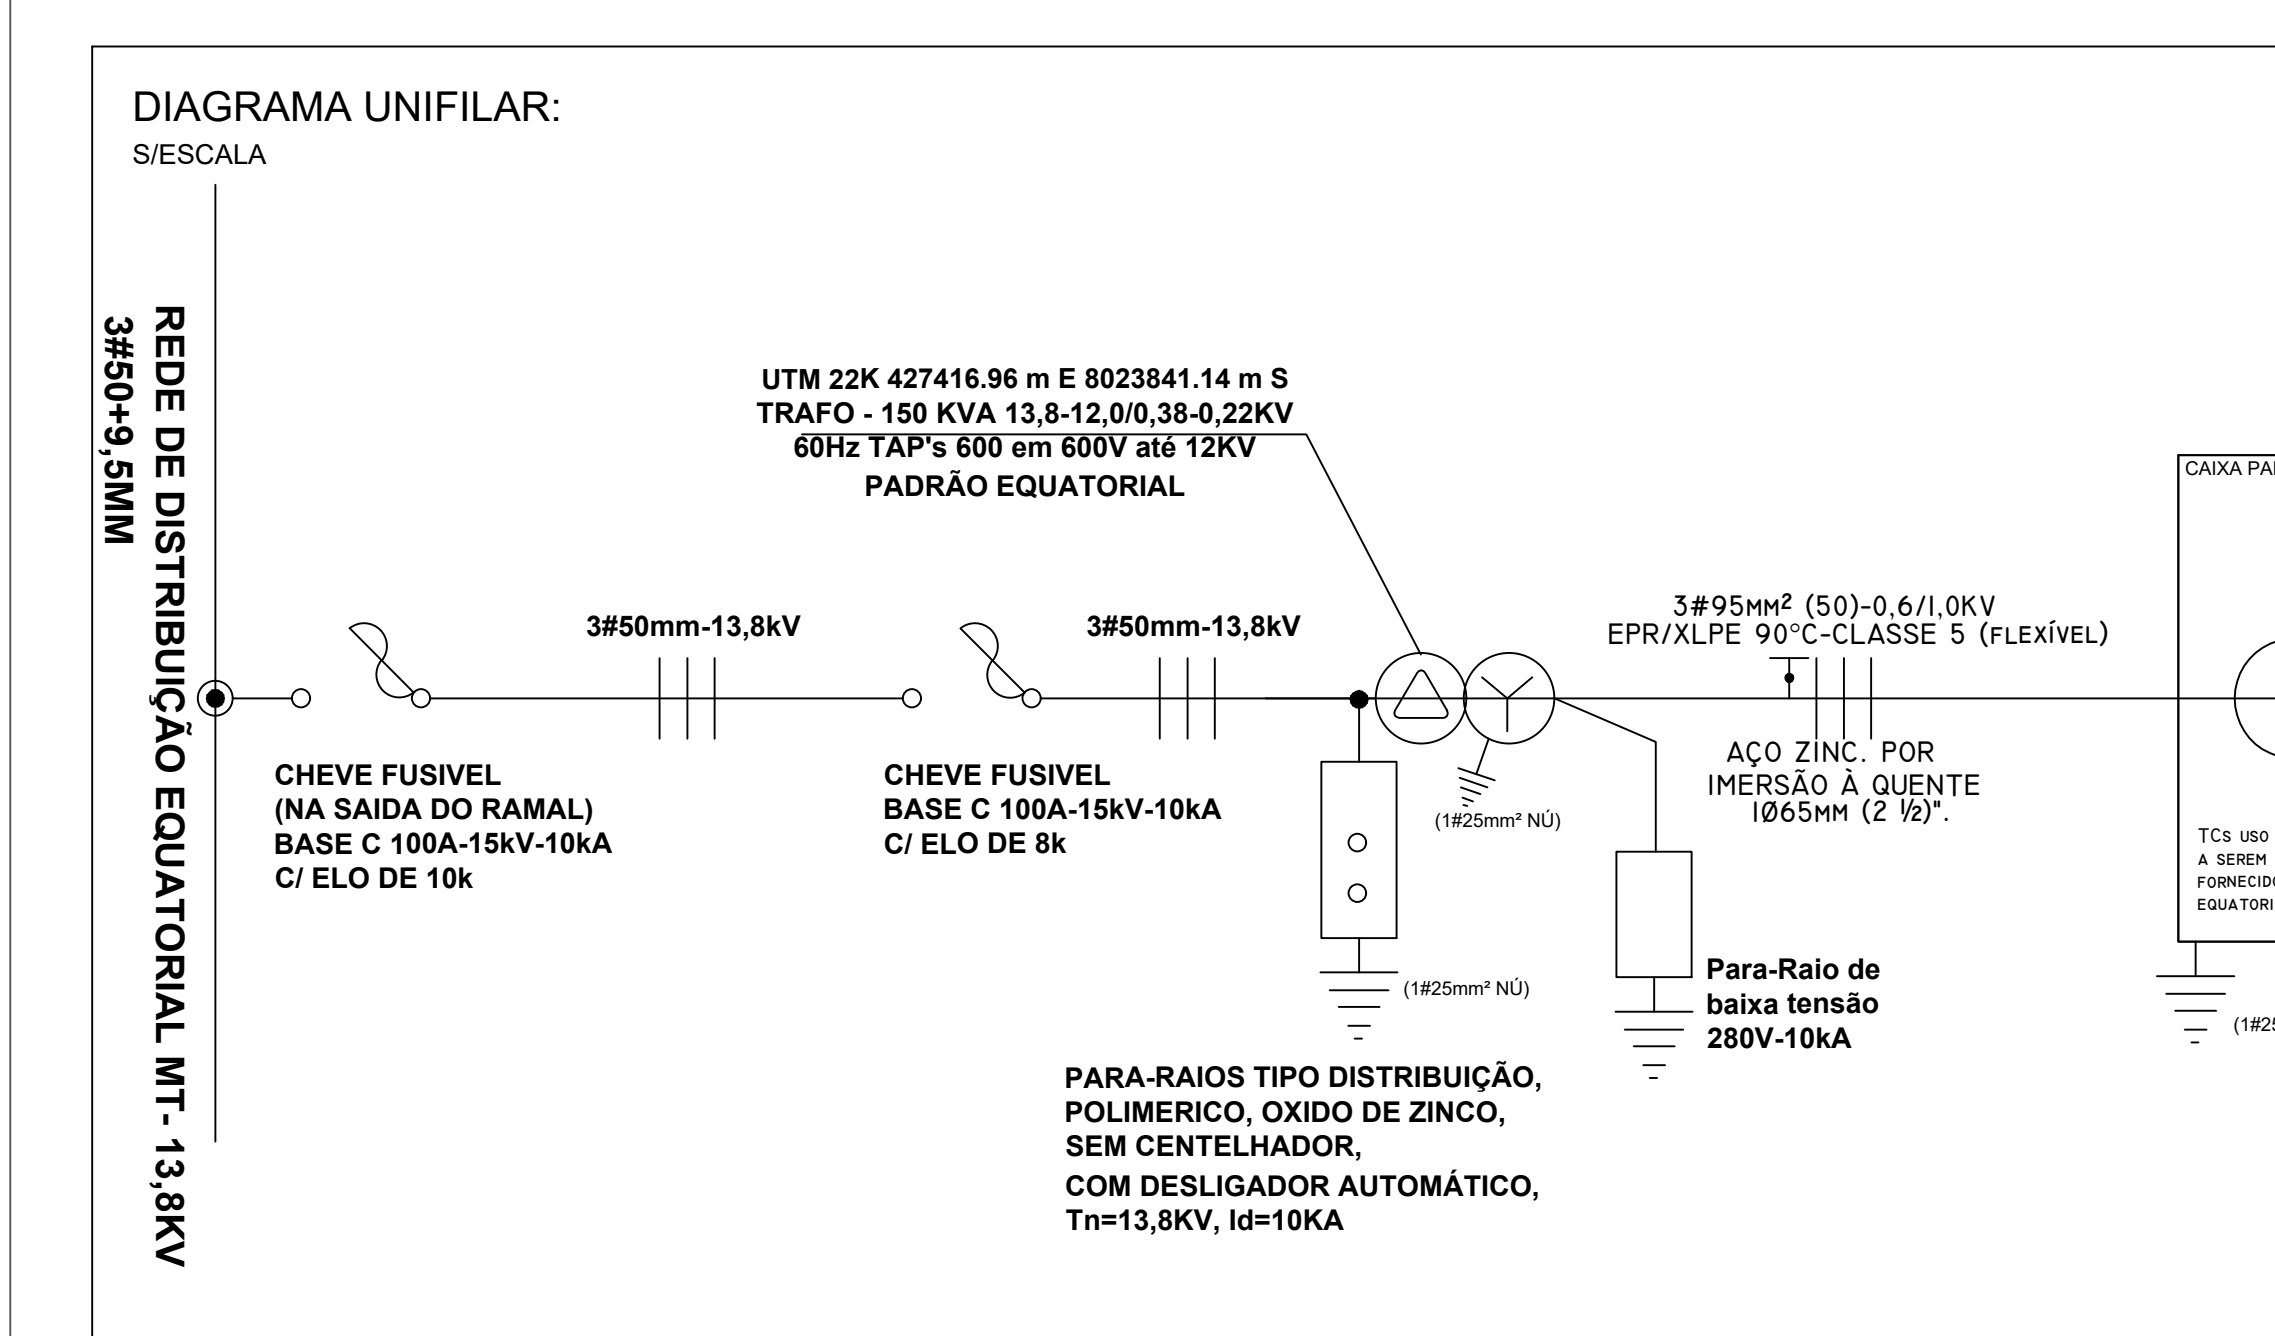 DIAGRAMA UNIFILAR:
S/ESCALA
REDE DE DISTRIBUIÇÃO EQUATORIAL MT- 13,8KV
3#50+9,5MM
UTM 22K 427416.96 m E 8023841.14 m S
TRAFO - 150 KVA 13,8-12,0/0,38-0,22KV
60Hz TAP's 600 em 600V até 12KV
PADRÃO EQUATORIAL
3#50mm-13,8kV
3#50mm-13,8kV
3#95MM² (50)-0,6/1,0KV
EPR/XLPE 90°C-CLASSE 5 (FLEXÍVEL)
AÇO ZINC. POR
IMERSÃO À QUENTE
1Ø65MM (2 ½)".
CHEVE FUSIVEL
(NA SAIDA DO RAMAL)
BASE C 100A-15kV-10kA
C/ ELO DE 10k
CHEVE FUSIVEL
BASE C 100A-15kV-10kA
C/ ELO DE 8k
(1#25mm² NÚ)
(1#25mm² NÚ)
Para-Raio de
baixa tensão
280V-10kA
PARA-RAIOS TIPO DISTRIBUIÇÃO,
POLIMERICO, OXIDO DE ZINCO,
SEM CENTELHADOR,
COM DESLIGADOR AUTOMÁTICO,
Tn=13,8KV, Id=10KA
CAIXA
TCS USO
A SEREM